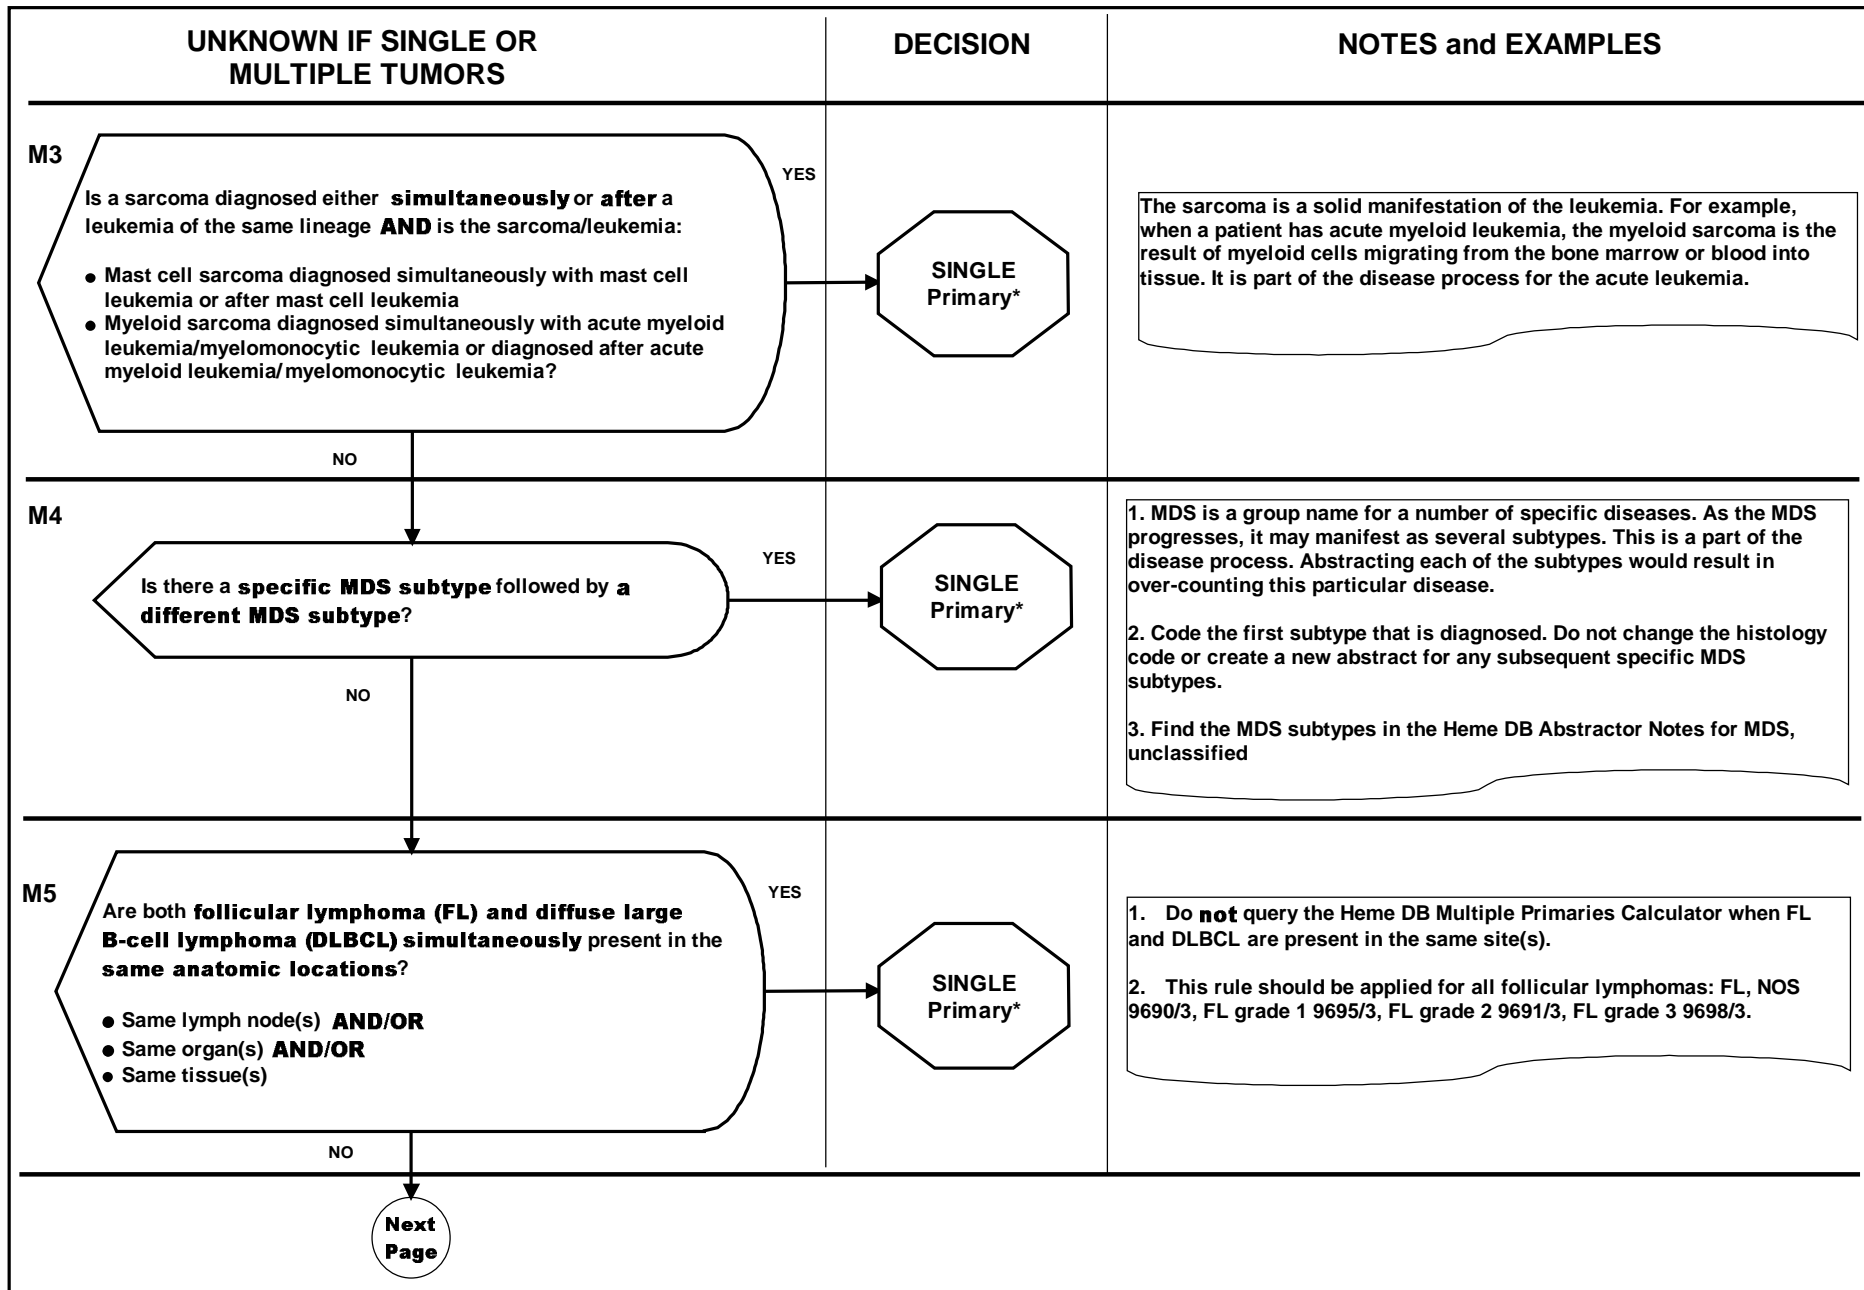 UNKNOWN IF SINGLE OR
MULTIPLE TUMORS
DECISION
NOTES and EXAMPLES
M3
Is a sarcoma diagnosed either simultaneously or after a
leukemia of the same lineage AND is the sarcoma/leukemia:
● Mast cell sarcoma diagnosed simultaneously with mast cell
leukemia or after mast cell leukemia
● Myeloid sarcoma diagnosed simultaneously with acute myeloid
leukemia/myelomonocytic leukemia or diagnosed after acute
myeloid leukemia/ myelomonocytic leukemia?
YES
NO
SINGLE
Primary*
The sarcoma is a solid manifestation of the leukemia. For example,
when a patient has acute myeloid leukemia, the myeloid sarcoma is the
result of myeloid cells migrating from the bone marrow or blood into
tissue. It is part of the disease process for the acute leukemia.
M4
Is there a specific MDS subtype followed by a
different MDS subtype?
YES
NO
SINGLE
Primary*
1. MDS is a group name for a number of specific diseases. As the MDS
progresses, it may manifest as several subtypes. This is a part of the
disease process. Abstracting each of the subtypes would result in
over-counting this particular disease.
2. Code the first subtype that is diagnosed. Do not change the histology
code or create a new abstract for any subsequent specific MDS
subtypes.
3. Find the MDS subtypes in the Heme DB Abstractor Notes for MDS,
unclassified
M5
Are both follicular lymphoma (FL) and diffuse large
B-cell lymphoma (DLBCL) simultaneously present in the
same anatomic locations?
● Same lymph node(s) AND/OR
● Same organ(s) AND/OR
● Same tissue(s)
YES
NO
SINGLE
Primary*
1. Do not query the Heme DB Multiple Primaries Calculator when FL
and DLBCL are present in the same site(s).
2. This rule should be applied for all follicular lymphomas: FL, NOS
9690/3, FL grade 1 9695/3, FL grade 2 9691/3, FL grade 3 9698/3.
Next
Page